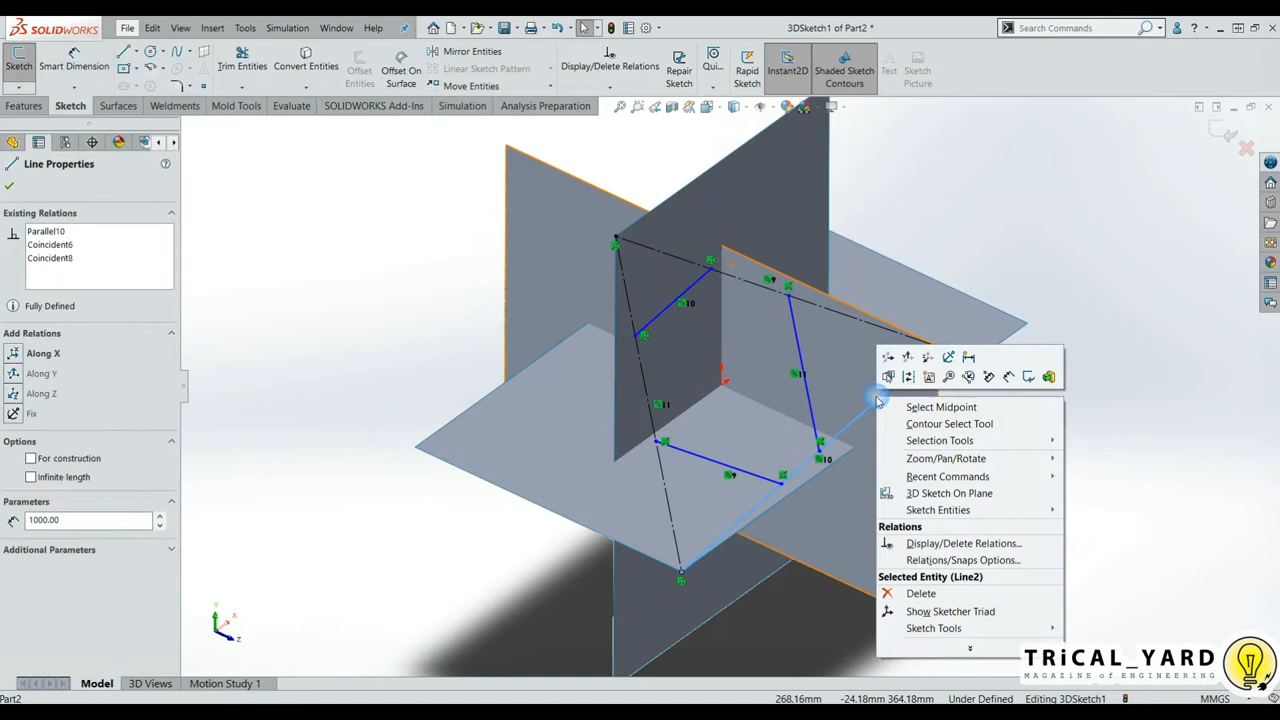 SOLIDWORKS
File
Edit
View
Insert
Tools
Simulation
Window
Help
3DSketch1 of Part2 *
Search Commands
Sketch
Smart Dimension
Trim Entities
Convert Entities
Offset Entities
Offset On Surface
Mirror Entities
Linear Sketch Pattern
Move Entities
Display/Delete Relations
Repair Sketch
Qui...
Rapid Sketch
Instant2D
Shaded Sketch Contours
Text
Sketch Picture
Features
Sketch
Surfaces
Weldments
Mold Tools
Evaluate
SOLIDWORKS Add-Ins
Simulation
Analysis Preparation
Line Properties
Existing Relations
Parallel10
Coincident6
Coincident8
Fully Defined
Add Relations
Along X
Along Y
Along Z
Fix
Options
For construction
Infinite length
Parameters
1000.00
Additional Parameters
9
10
11
11
9
10
Y
X
Z
Select Midpoint
Contour Select Tool
Selection Tools
Zoom/Pan/Rotate
Recent Commands
3D Sketch On Plane
Sketch Entities
Relations
Display/Delete Relations...
Relations/Snaps Options...
Selected Entity (Line2)
Delete
Show Sketcher Triad
Sketch Tools
TRiCAL_YARD
MAGAZINE of ENGINEERING
Model
3D Views
Motion Study 1
Part2
268.16mm
-24.18mm 364.18mm
Under Defined
Editing 3DSketch1
MMGS